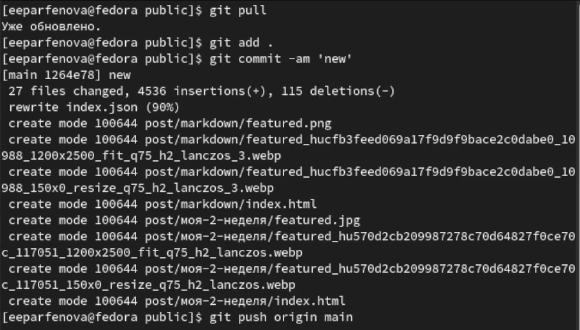 [eeparfenova@fedora public]$ git pull
Уже обновлено.
[eeparfenova@fedora public]$ git add .
[eeparfenova@fedora public]$ git commit -am 'new'
[main 1264e78] new
 27 files changed, 4536 insertions(+), 115 deletions(-)
 rewrite index.json (90%)
 create mode 100644 post/markdown/featured.png
 create mode 100644 post/markdown/featured_hucfb3feed069a17f9d9f9bace2c0dabe0_10
988_1200x2500_fit_q75_h2_lanczos_3.webp
 create mode 100644 post/markdown/featured_hucfb3feed069a17f9d9f9bace2c0dabe0_10
988_150x0_resize_q75_h2_lanczos_3.webp
 create mode 100644 post/markdown/index.html
 create mode 100644 post/моя-2-неделя/featured.jpg
 create mode 100644 post/моя-2-неделя/featured_hu570d2cb209987278c70d64827f0ce70
c_117051_1200x2500_fit_q75_h2_lanczos.webp
 create mode 100644 post/моя-2-неделя/featured_hu570d2cb209987278c70d64827f0ce70
c_117051_150x0_resize_q75_h2_lanczos.webp
 create mode 100644 post/моя-2-неделя/index.html
[eeparfenova@fedora public]$ git push origin main